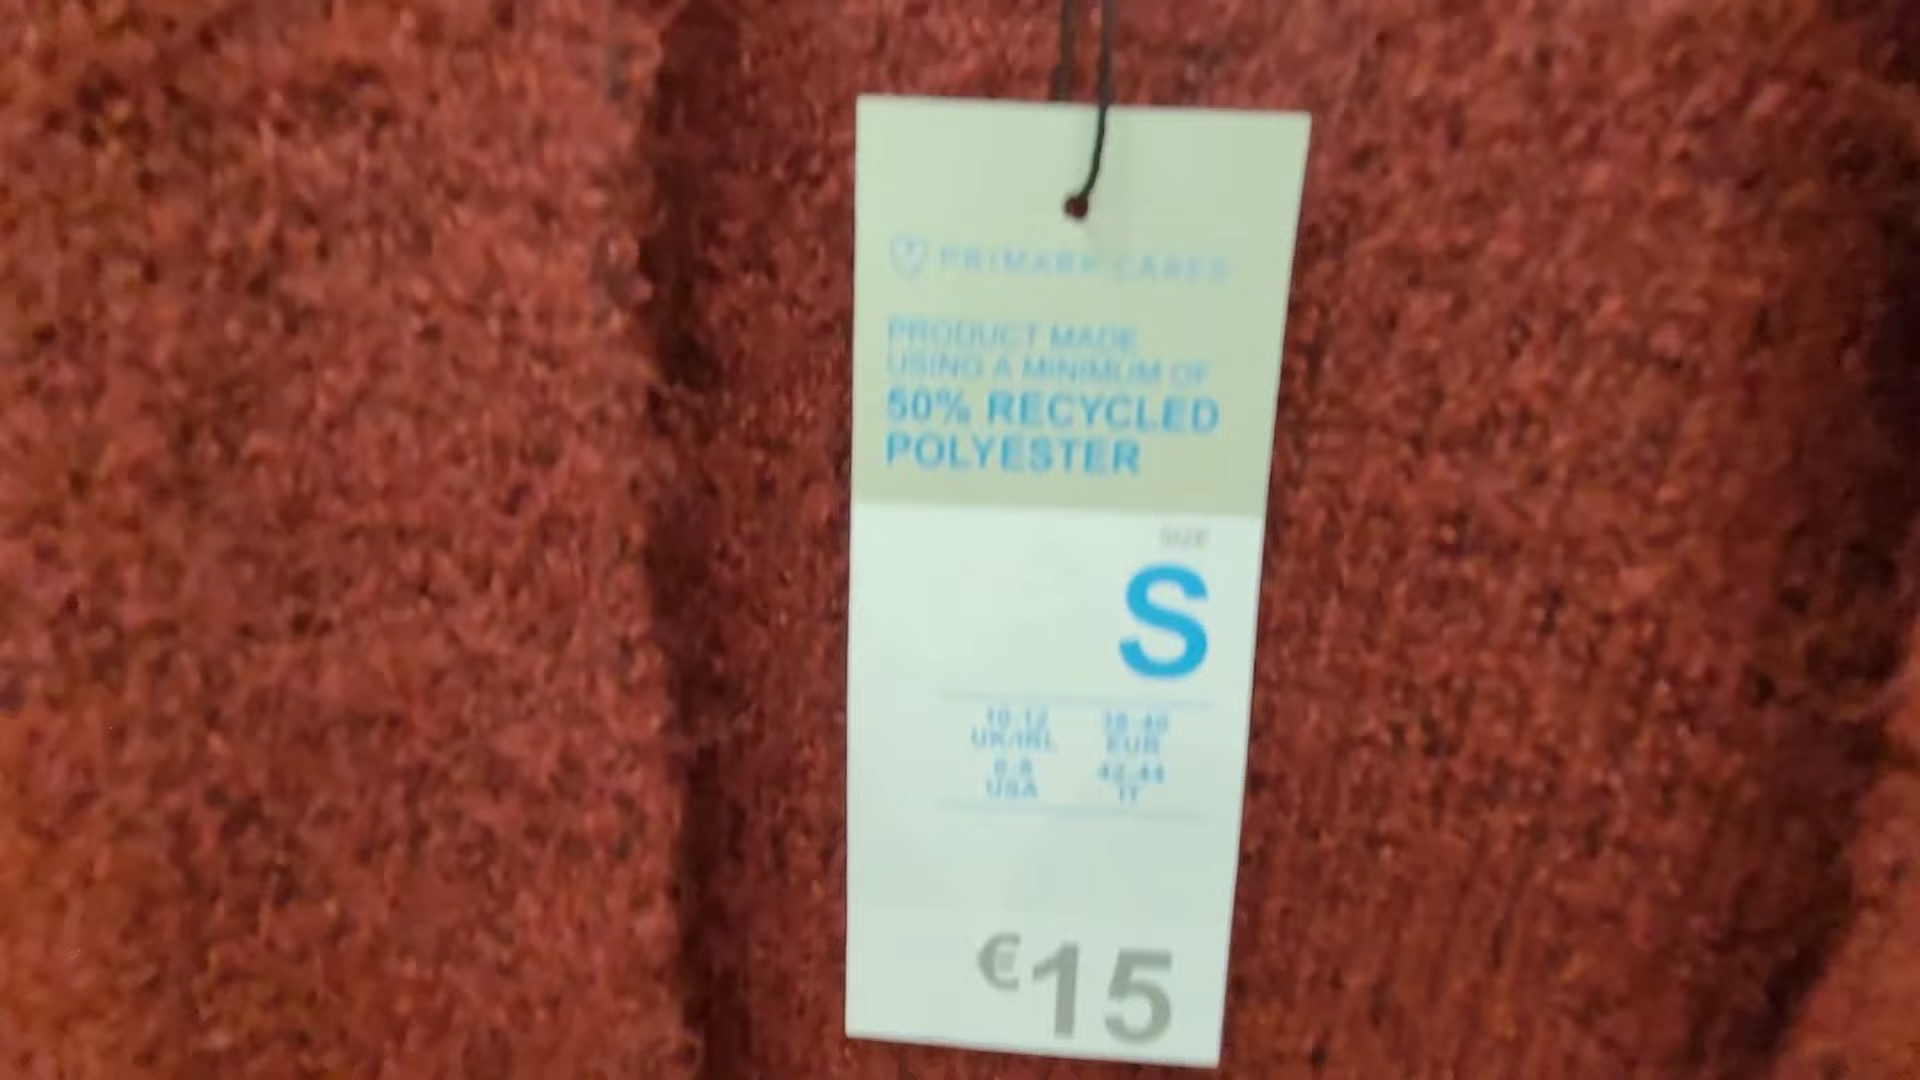 PRIMARK CARES
PRODUCT MADE
USING A MINIMUM OF
50% RECYCLED
POLYESTER
SIZE
S
10-12 38-40
UK/IRL EUR
6-8 42-44
USA IT
€15